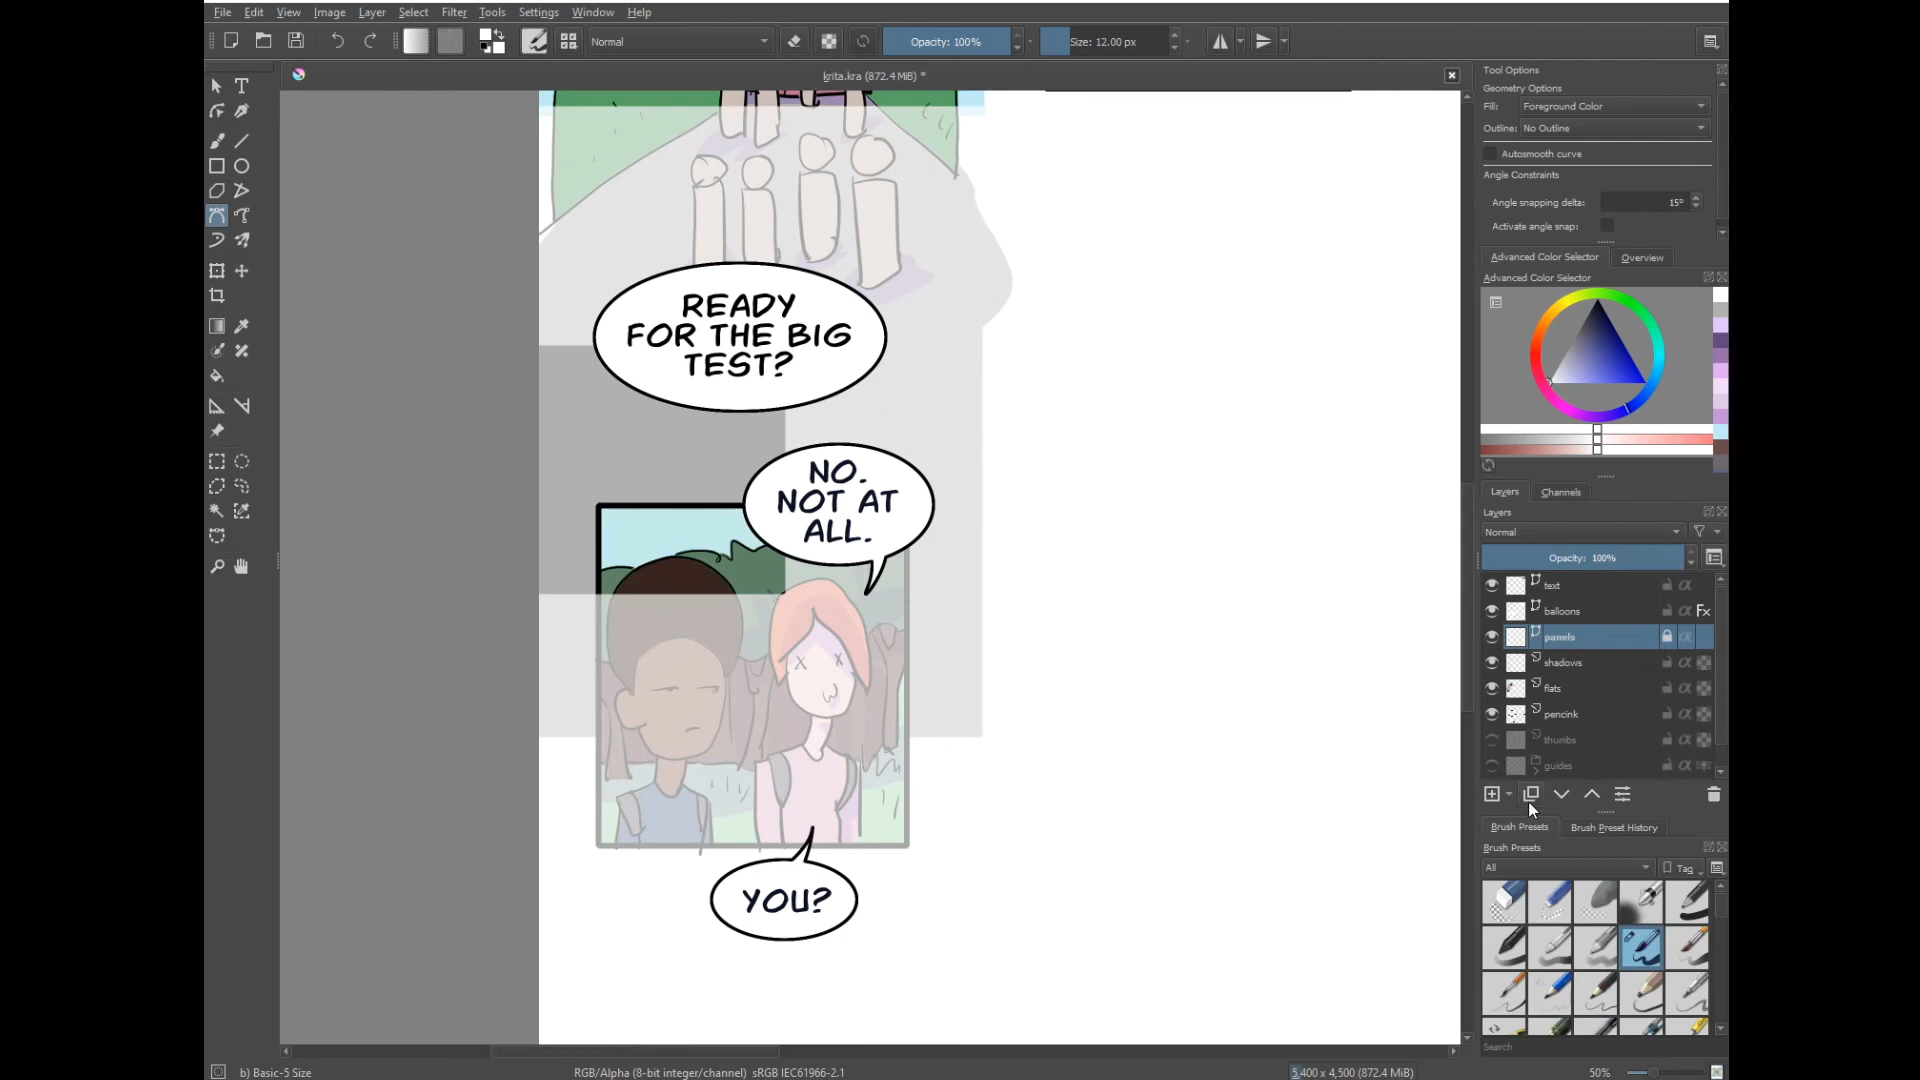 File Edit View Image Layer Select Filter Tools Settings Window Help
Normal Opacity: 100% Size: 12.00 px
krita.kra (872.4 MiB) *
Tool Options
Geometry Options
Fill: Foreground Color
Outline: No Outline
Autosmooth curve
Angle Constraints
Angle snapping delta: 15º
Activate angle snap:
Advanced Color Selector Overview
Advanced Color Selector
READY
FOR THE BIG
TEST?
NO.
NOT AT
ALL.
YOU?
Layers Channels
Layers
Normal
Opacity: 100%
text
balloons Fx
panels
shadows
flats
pencink
thumbs
guides
Brush Presets Brush Preset History
Brush Presets
All Tag
Search
b) Basic-5 Size RGB/Alpha (8-bit integer/channel) sRGB IEC61966-2.1 5,400 x 4,500 (872.4 MiB) 50%